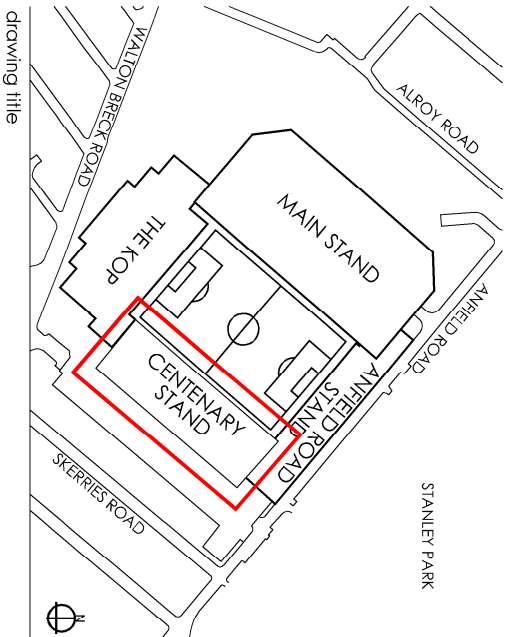 drawing title
WALTON BRECK ROAD
ALROY ROAD
MAIN STAND
THE KOP
ANFIELD ROAD
CENTENARY
STAND
ANFIELD ROAD
STAND
SKERRIES ROAD
STANLEY PARK
N